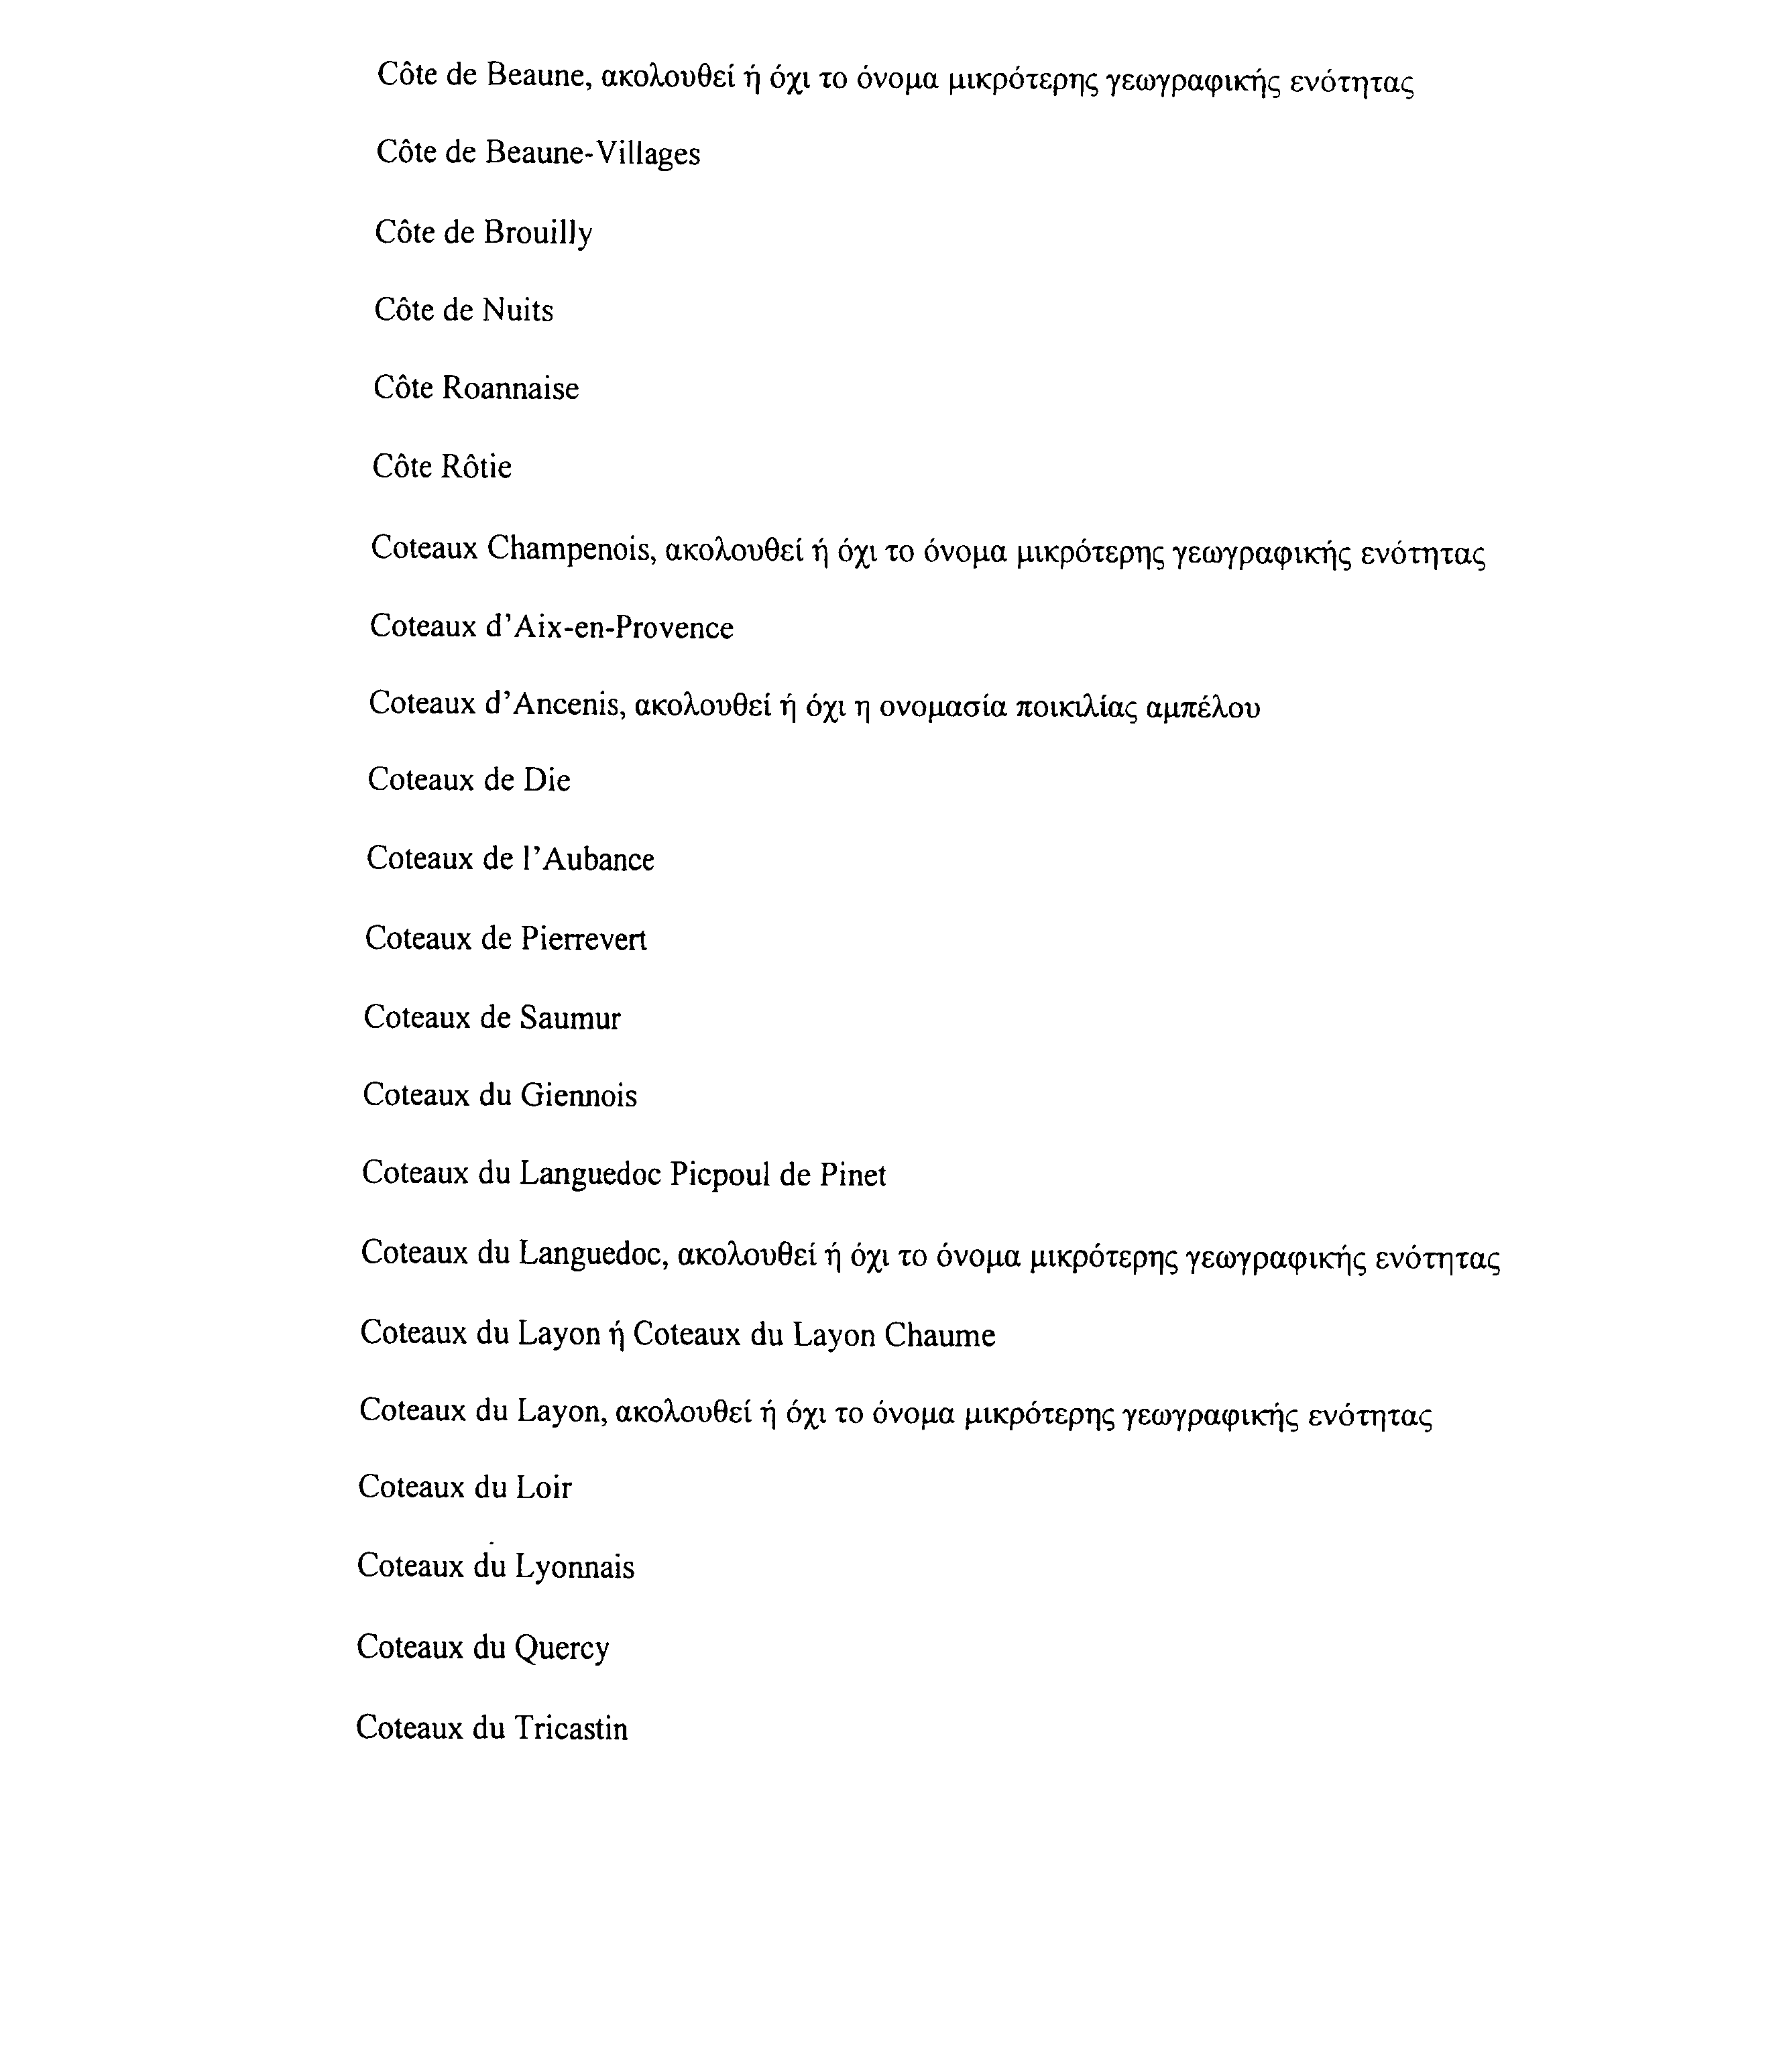 Côte de Beaune, ακολουθεί ή όχι το όνομα μικρότερης γεωγραφικής ενότητας
Côte de Beaune-Villages
Côte de Brouilly
Côte de Nuits
Côte Roannaise
Côte Rôtie
Coteaux Champenois, ακολουθεί ή όχι το όνομα μικρότερης γεωγραφικής ενότητας
Coteaux d’Aix-en-Provence
Coteaux d’Ancenis, ακολουθεί ή όχι η ονομασία ποικιλίας αμπέλου
Coteaux de Die
Coteaux de l’Aubance
Coteaux de Pierrevert
Coteaux de Saumur
Coteaux du Giennois
Coteaux du Languedoc Picpoul de Pinet
Coteaux du Languedoc, ακολουθεί ή όχι το όνομα μικρότερης γεωγραφικής ενότητας
Coteaux du Layon ή Coteaux du Layon Chaume
Coteaux du Layon, ακολουθεί ή όχι το όνομα μικρότερης γεωγραφικής ενότητας
Coteaux du Loir
Coteaux du Lyonnais
Coteaux du Quercy
Coteaux du Tricastin